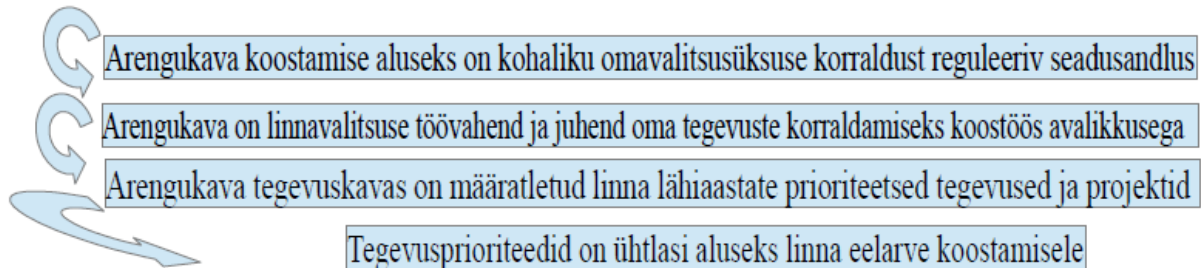 Arengukava koostamise aluseks on kohaliku omavalitsusüksuse korraldust reguleeriv seadusandlus
Arengukava on linnavalitsuse töövahend ja juhend oma tegevuste korraldamiseks koostöös avalikkusega
Arengukava tegevuskavas on määratletud linna lähiaastate prioriteetsed tegevused ja projektid
Tegevusprioriteedid on ühtlasi aluseks linna eelarve koostamisele